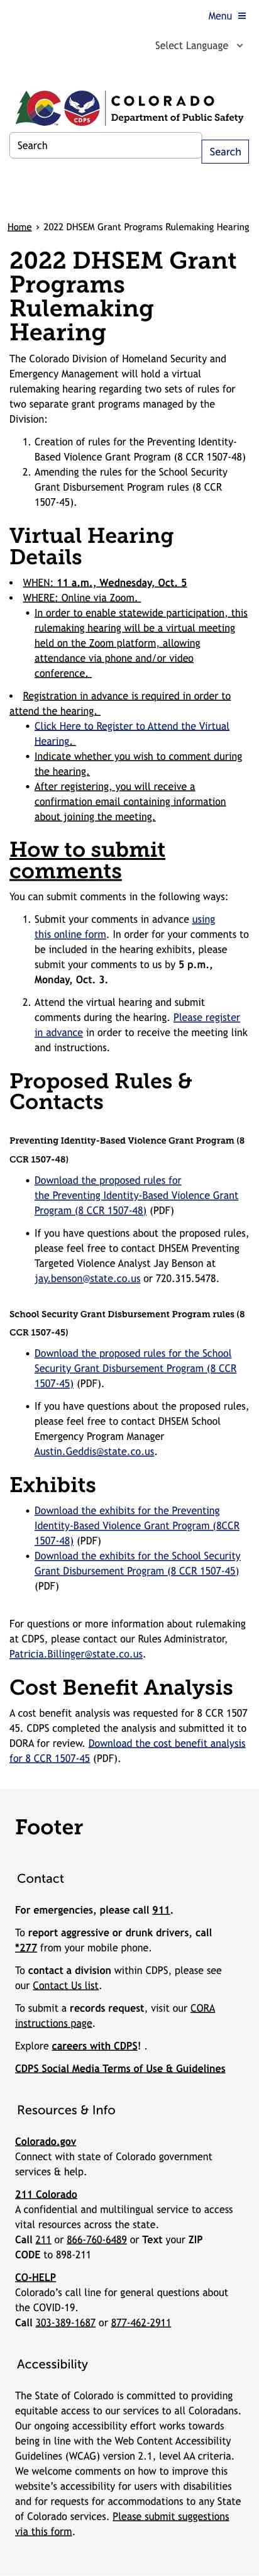 Menu ≡
Select Language
CDPS
COLORADO
Department of Public Safety
Search
Search
Home › 2022 DHSEM Grant Programs Rulemaking Hearing
2022 DHSEM Grant
Programs
Rulemaking
Hearing
The Colorado Division of Homeland Security and
Emergency Management will hold a virtual
rulemaking hearing regarding two sets of rules for
two separate grant programs managed by the
Division:
1. Creation of rules for the Preventing Identity-
Based Violence Grant Program (8 CCR 1507-48)
2. Amending the rules for the School Security
Grant Disbursement Program rules (8 CCR
1507-45).
Virtual Hearing
Details
• WHEN: 11 a.m., Wednesday, Oct. 5
• WHERE: Online via Zoom.
• In order to enable statewide participation, this
rulemaking hearing will be a virtual meeting
held on the Zoom platform, allowing
attendance via phone and/or video
conference.
• Registration in advance is required in order to
attend the hearing.
• Click Here to Register to Attend the Virtual
Hearing.
• Indicate whether you wish to comment during
the hearing.
• After registering, you will receive a
confirmation email containing information
about joining the meeting.
How to submit
comments
You can submit comments in the following ways:
1. Submit your comments in advance using
this online form. In order for your comments to
be included in the hearing exhibits, please
submit your comments to us by 5 p.m.,
Monday, Oct. 3.
2. Attend the virtual hearing and submit
comments during the hearing. Please register
in advance in order to receive the meeting link
and instructions.
Proposed Rules &
Contacts
Preventing Identity-Based Violence Grant Program (8
CCR 1507-48)
• Download the proposed rules for
the Preventing Identity-Based Violence Grant
Program (8 CCR 1507-48) (PDF)
• If you have questions about the proposed rules,
please feel free to contact DHSEM Preventing
Targeted Violence Analyst Jay Benson at
jay.benson@state.co.us or 720.315.5478.
School Security Grant Disbursement Program rules (8
CCR 1507-45)
• Download the proposed rules for the School
Security Grant Disbursement Program (8 CCR
1507-45) (PDF).
• If you have questions about the proposed rules,
please feel free to contact DHSEM School
Emergency Program Manager
Austin.Geddis@state.co.us.
Exhibits
• Download the exhibits for the Preventing
Identity-Based Violence Grant Program (8CCR
1507-48) (PDF)
• Download the exhibits for the School Security
Grant Disbursement Program (8 CCR 1507-45)
(PDF)
For questions or more information about rulemaking
at CDPS, please contact our Rules Administrator,
Patricia.Billinger@state.co.us.
Cost Benefit Analysis
A cost benefit analysis was requested for 8 CCR 1507
45. CDPS completed the analysis and submitted it to
DORA for review. Download the cost benefit analysis
for 8 CCR 1507-45 (PDF).
Footer
Contact
For emergencies, please call 911.
To report aggressive or drunk drivers, call
*277 from your mobile phone.
To contact a division within CDPS, please see
our Contact Us list.
To submit a records request, visit our CORA
instructions page.
Explore careers with CDPS! .
CDPS Social Media Terms of Use & Guidelines
Resources & Info
Colorado.gov
Connect with state of Colorado government
services & help.
211 Colorado
A confidential and multilingual service to access
vital resources across the state.
Call 211 or 866-760-6489 or Text your ZIP
CODE to 898-211
CO-HELP
Colorado's call line for general questions about
the COVID-19.
Call 303-389-1687 or 877-462-2911
Accessibility
The State of Colorado is committed to providing
equitable access to our services to all Coloradans.
Our ongoing accessibility effort works towards
being in line with the Web Content Accessibility
Guidelines (WCAG) version 2.1, level AA criteria.
We welcome comments on how to improve this
website's accessibility for users with disabilities
and for requests for accommodations to any State
of Colorado services. Please submit suggestions
via this form.